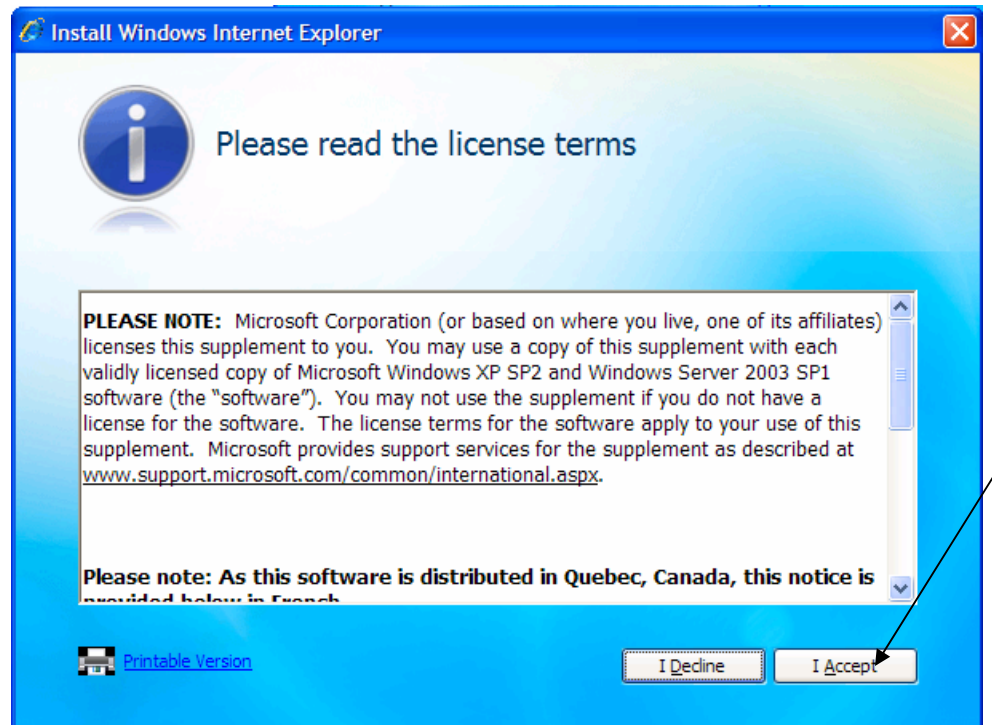 Install Windows Internet Explorer
Please read the license terms
PLEASE NOTE: Microsoft Corporation (or based on where you live, one of its affiliates)
licenses this supplement to you. You may use a copy of this supplement with each
validly licensed copy of Microsoft Windows XP SP2 and Windows Server 2003 SP1
software (the “software”). You may not use the supplement if you do not have a
license for the software. The license terms for the software apply to your use of this
supplement. Microsoft provides support services for the supplement as described at
www.support.microsoft.com/common/international.aspx.
Please note: As this software is distributed in Quebec, Canada, this notice is
provided below in French
Printable Version
I Decline
I Accept